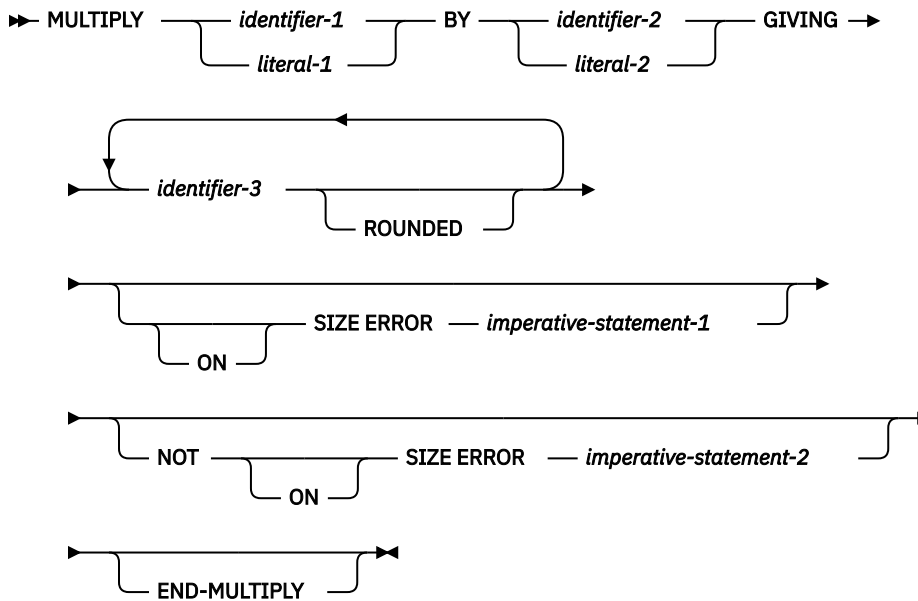 MULTIPLY identifier-1 BY identifier-2 GIVING
literal-1 literal-2
identifier-3
ROUNDED
SIZE ERROR imperative-statement-1
ON
NOT SIZE ERROR imperative-statement-2
ON
END-MULTIPLY